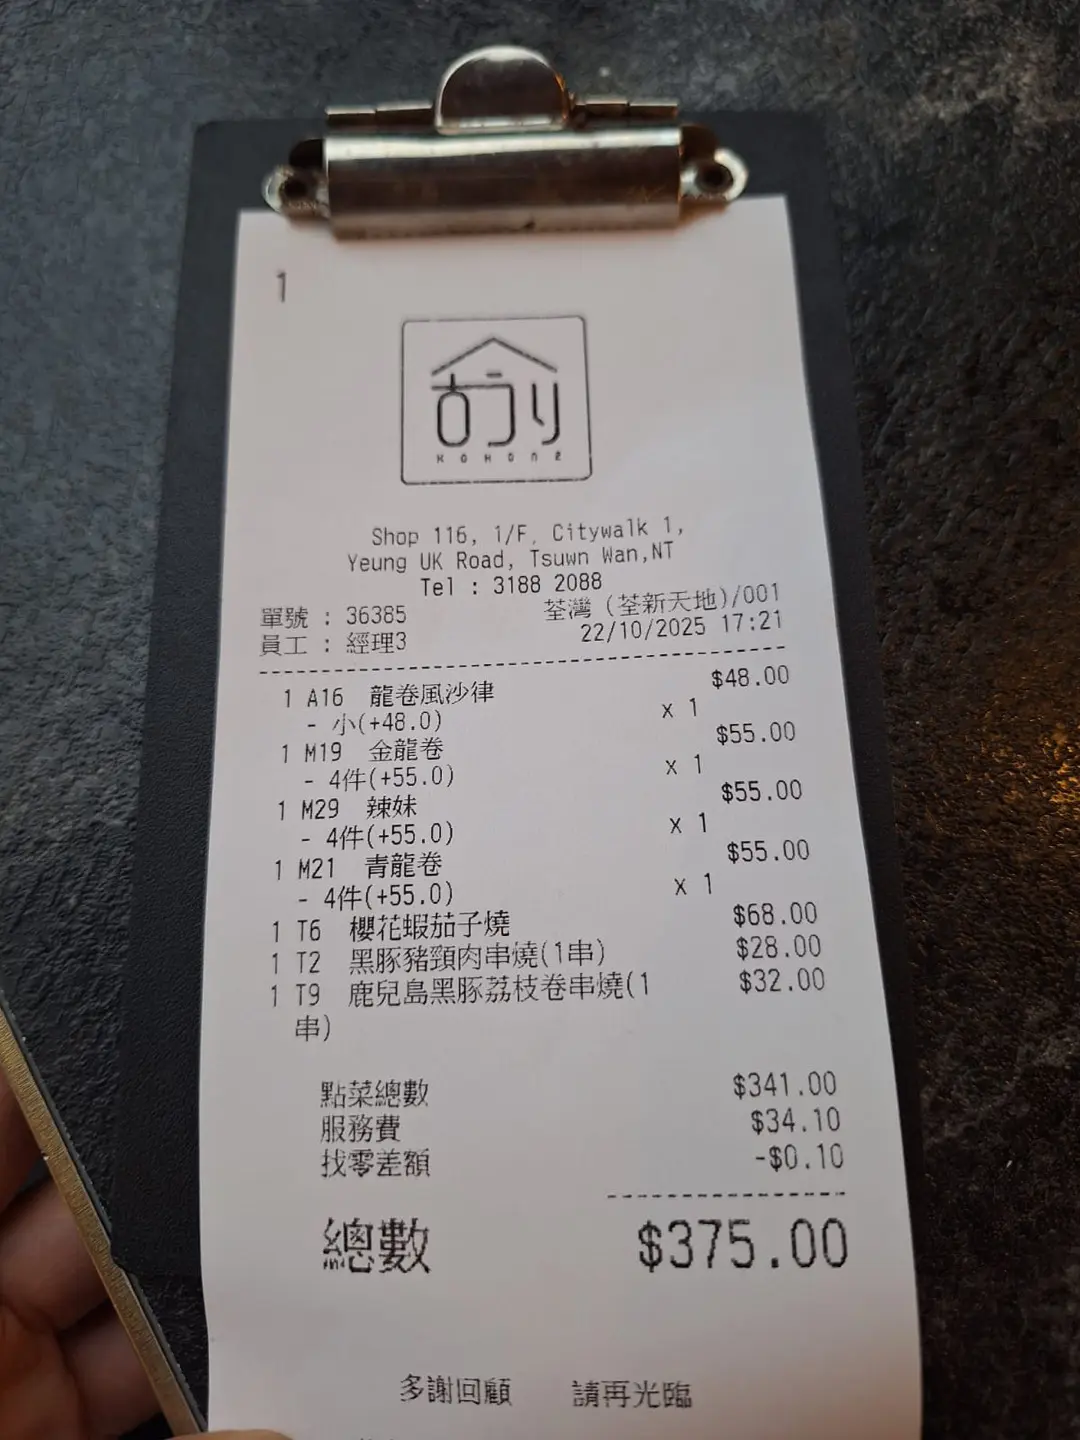 1
古づり
KOHONE
Shop 116, 1/F, Citywalk 1,
Yeung UK Road, Tsuwn Wan,NT
Tel : 3188 2088
單號 : 36385 荃灣 (荃新天地)/001
員工 : 經理3 22/10/2025 17:21
1 A16 龍卷風沙律 $48.00
- 小(+48.0) x 1
1 M19 金龍卷 $55.00
- 4件(+55.0) x 1
1 M29 辣妹 $55.00
- 4件(+55.0) x 1
1 M21 青龍卷 $55.00
- 4件(+55.0) x 1
1 T6 櫻花蝦茄子燒 $68.00
1 T2 黑豚豬頸肉串燒(1串) $28.00
1 T9 鹿兒島黑豚荔枝卷串燒(1 $32.00
串)
點菜總數 $341.00
服務費 $34.10
找零差額 -$0.10
總數 $375.00
多謝回顧 請再光臨